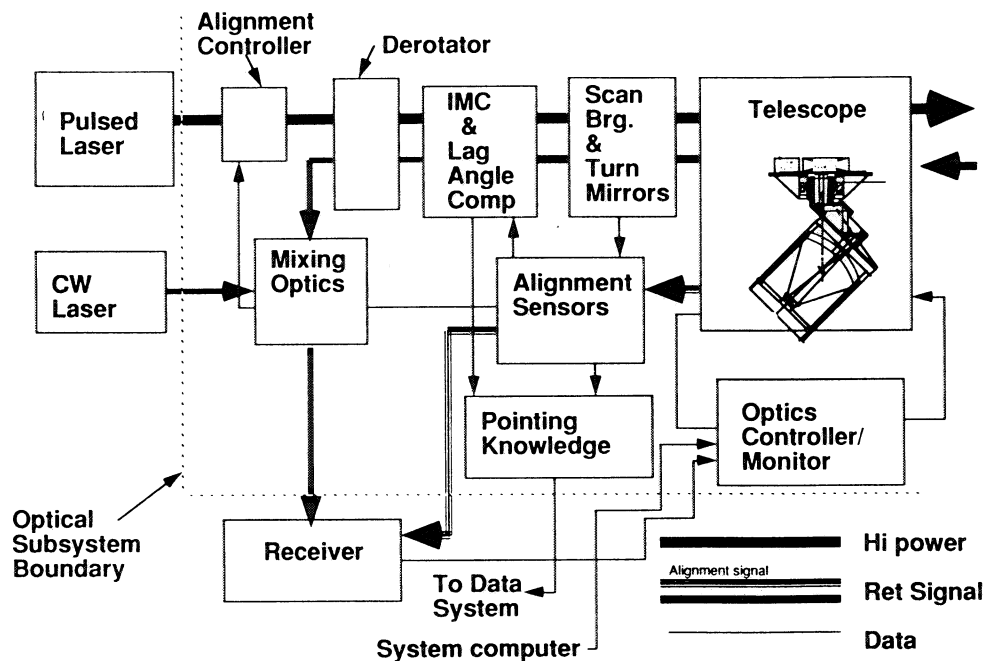 Alignment
Controller
Derotator
Pulsed
Laser
IMC
&
Lag
Angle
Comp
Scan
Brg.
&
Turn
Mirrors
Telescope
CW
Laser
Mixing
Optics
Alignment
Sensors
Pointing
Knowledge
Optics
Controller/
Monitor
Optical
Subsystem
Boundary
Receiver
To Data
System
System computer
Hi power
Alignment signal
Ret Signal
Data